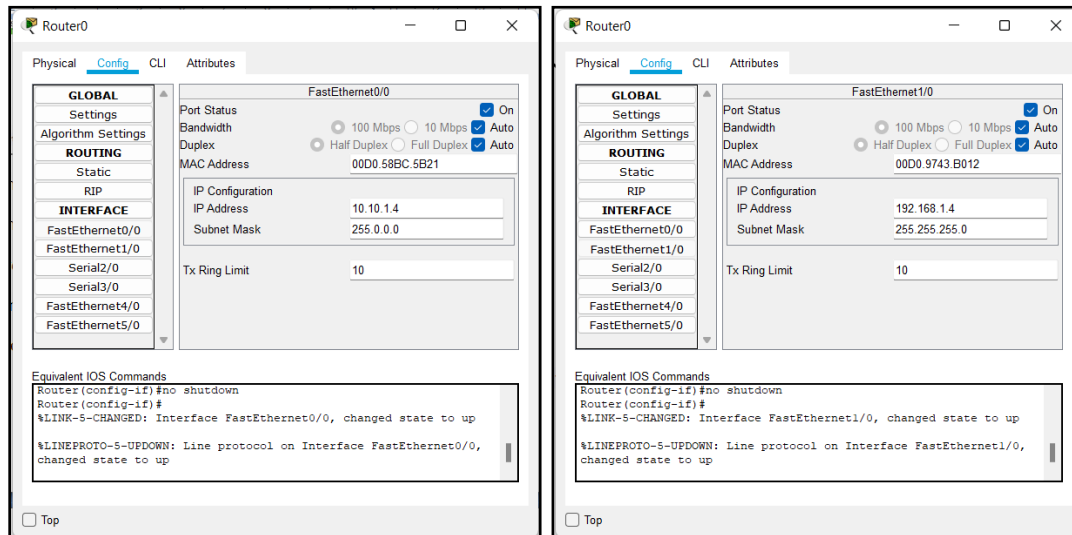 Router0
Physical Config CLI Attributes
GLOBAL
Settings
Algorithm Settings
ROUTING
Static
RIP
INTERFACE
FastEthernet0/0
FastEthernet1/0
Serial2/0
Serial3/0
FastEthernet4/0
FastEthernet5/0
FastEthernet0/0
Port Status On
Bandwidth 100 Mbps 10 Mbps Auto
Duplex Half Duplex Full Duplex Auto
MAC Address 00D0.58BC.5B21
IP Configuration
IP Address 10.10.1.4
Subnet Mask 255.0.0.0
Tx Ring Limit 10
Equivalent IOS Commands
Router(config-if)#no shutdown
Router(config-if)#
%LINK-5-CHANGED: Interface FastEthernet0/0, changed state to up
%LINEPROTO-5-UPDOWN: Line protocol on Interface FastEthernet0/0,
changed state to up
Top
Router0
Physical Config CLI Attributes
GLOBAL
Settings
Algorithm Settings
ROUTING
Static
RIP
INTERFACE
FastEthernet0/0
FastEthernet1/0
Serial2/0
Serial3/0
FastEthernet4/0
FastEthernet5/0
FastEthernet1/0
Port Status On
Bandwidth 100 Mbps 10 Mbps Auto
Duplex Half Duplex Full Duplex Auto
MAC Address 00D0.9743.B012
IP Configuration
IP Address 192.168.1.4
Subnet Mask 255.255.255.0
Tx Ring Limit 10
Equivalent IOS Commands
Router(config-if)#no shutdown
Router(config-if)#
%LINK-5-CHANGED: Interface FastEthernet1/0, changed state to up
%LINEPROTO-5-UPDOWN: Line protocol on Interface FastEthernet1/0,
changed state to up
Top